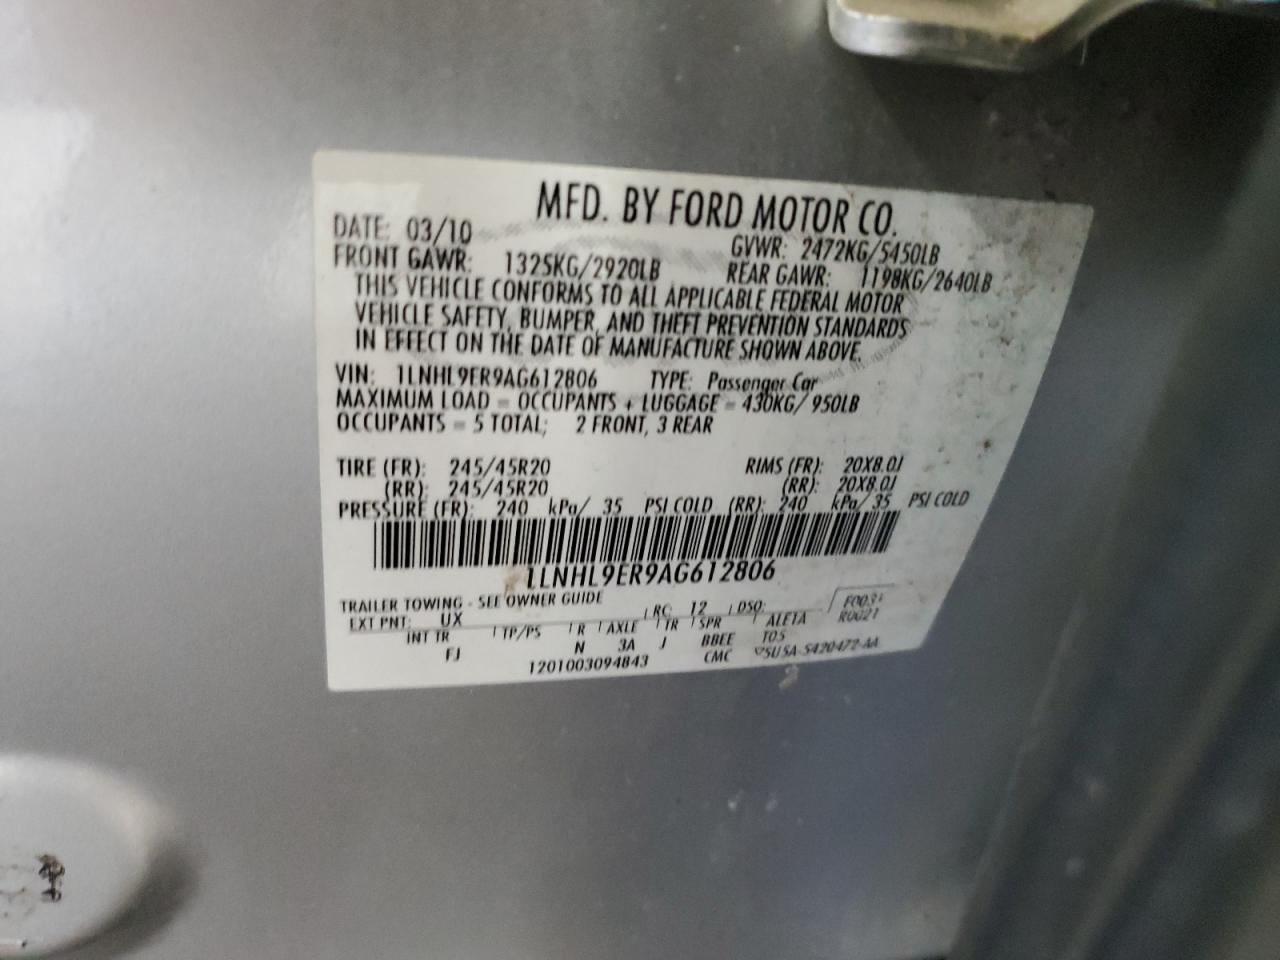 MFD. BY FORD MOTOR CO.
DATE: 03/10 GVWR: 2472KG/5450LB
FRONT GAWR: 1325KG/2920LB REAR GAWR: 1198KG/2640LB
THIS VEHICLE CONFORMS TO ALL APPLICABLE FEDERAL MOTOR
VEHICLE SAFETY, BUMPER, AND THEFT PREVENTION STANDARDS
IN EFFECT ON THE DATE OF MANUFACTURE SHOWN ABOVE.
VIN: 1LNHL9ER9AG612806 TYPE: Passenger Car
MAXIMUM LOAD = OCCUPANTS + LUGGAGE = 430KG/ 950LB
OCCUPANTS = 5 TOTAL; 2 FRONT, 3 REAR
TIRE (FR): 245/45R20 RIMS (FR): 20X8.0J
(RR): 245/45R20 (RR): 20X8.0J
PRESSURE (FR): 240 kPa/ 35 PSI COLD (RR): 240 kPa/ 35 PSI COLD
1LNHL9ER9AG612806
TRAILER TOWING - SEE OWNER GUIDE
EXT PNT: UX RC: 12 DSO: F0031
R0021
INT TR TP/PS R AXLE TR SPR ALETA
FJ N 3A J BBEE T05
1201003094843 CMC ▽5U5A-5420472-AA